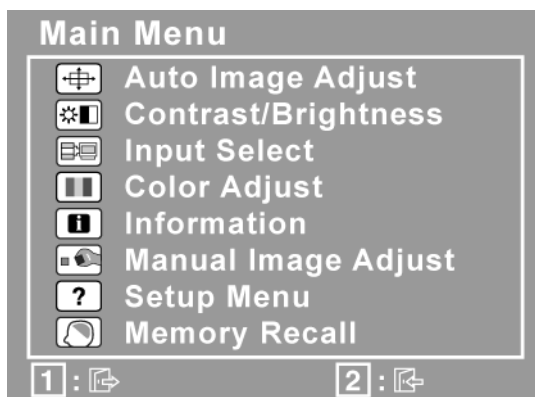 Main Menu
Auto Image Adjust
Contrast/Brightness
Input Select
Color Adjust
Information
Manual Image Adjust
? Setup Menu
Memory Recall
1 : 2 :